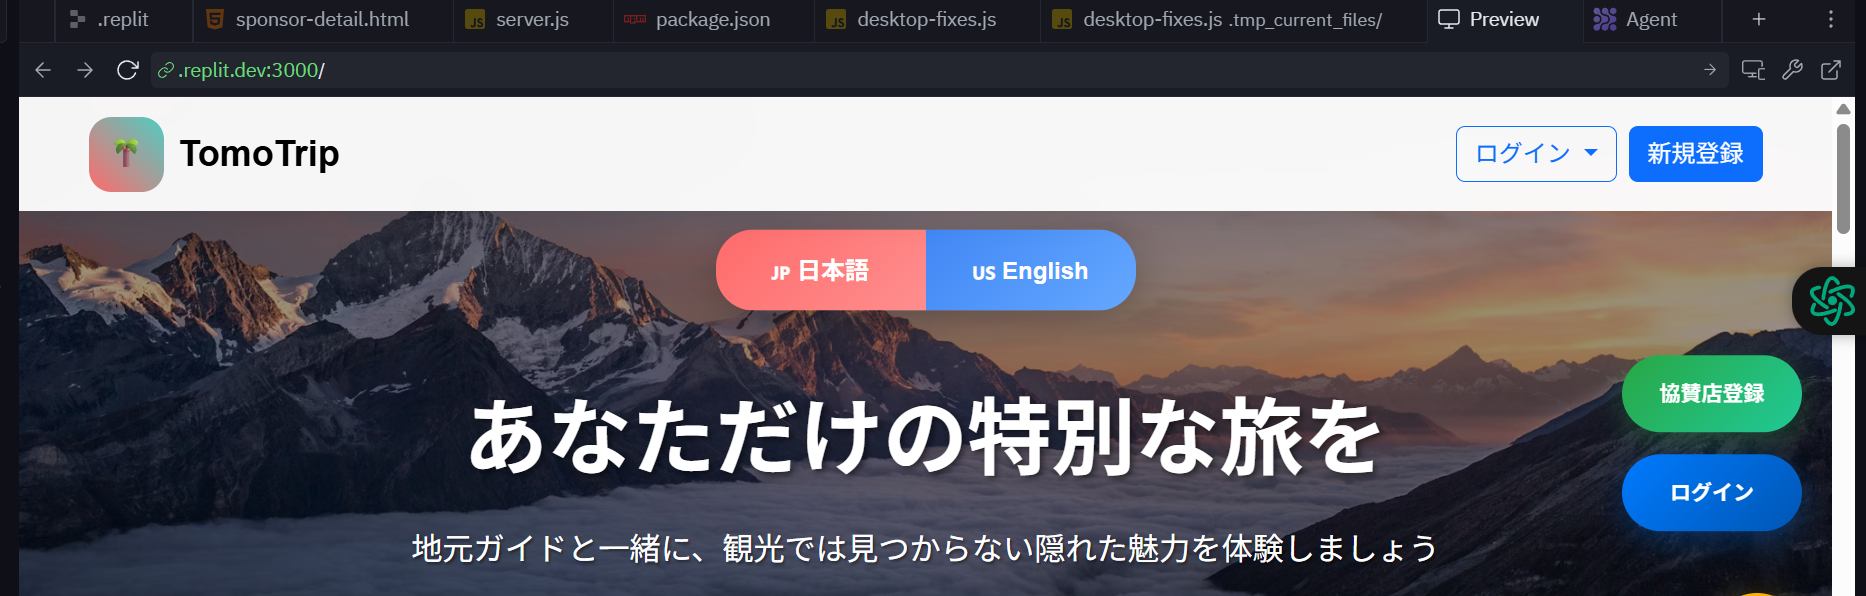 .replit
sponsor-detail.html
server.js
package.json
desktop-fixes.js
desktop-fixes.js .tmp_current_files/
Preview
Agent
.replit.dev:3000/
TomoTrip
ログイン
新規登録
JP 日本語
US English
あなただけの特別な旅を
地元ガイドと一緒に、観光では見つからない隠れた魅力を体験しましょう
協賛店登録
ログイン